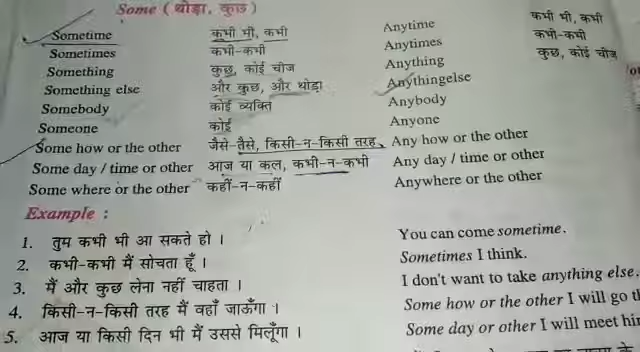 Some ( थोड़ा, कुछ )
Sometime कभी भी, कभी Anytime कभी भी, कभी
Sometimes कभी-कभी Anytimes कभी-कभी
Something कुछ, कोई चीज Anything कुछ, कोई चीज
Something else और कुछ, और थोड़ा Anythingelse
Somebody कोई व्यक्ति Anybody
Someone कोई Anyone
Some how or the other जैसे-तैसे, किसी-न-किसी तरह, Any how or the other
Some day / time or other आज या कल, कभी-न-कभी Any day / time or other
Some where or the other कहीं-न-कहीं Anywhere or the other
Example :
1. तुम कभी भी आ सकते हो । You can come sometime.
2. कभी-कभी मैं सोचता हूँ । Sometimes I think.
3. मैं और कुछ लेना नहीं चाहता । I don't want to take anything else.
4. किसी-न-किसी तरह मैं वहाँ जाऊँगा । Some how or the other I will go
5. आज या किसी दिन भी मैं उससे मिलूँगा । Some day or other I will meet